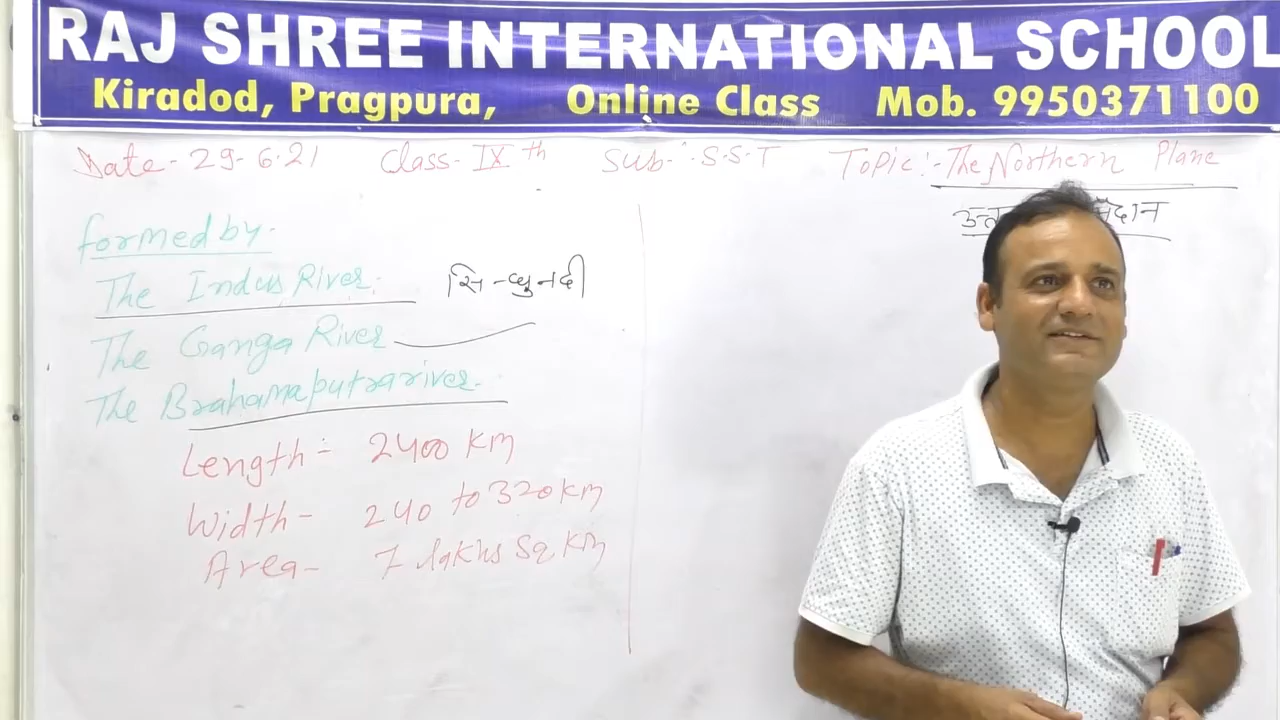 RAJ SHREE INTERNATIONAL SCHOOL
Kiradod, Pragpura, Online Class Mob. 9950371100
Date- 29-6-21 Class- IXth Sub-:S.S.T Topic:-The Northern Plane
मैदान
formed by.
The Indus River. सिन्धु नदी
The Ganga River
The Brahamaputra river.
Length:- 2400 Km
Width- 240 to 320 Km
Area- 7 lakhs Sq Km